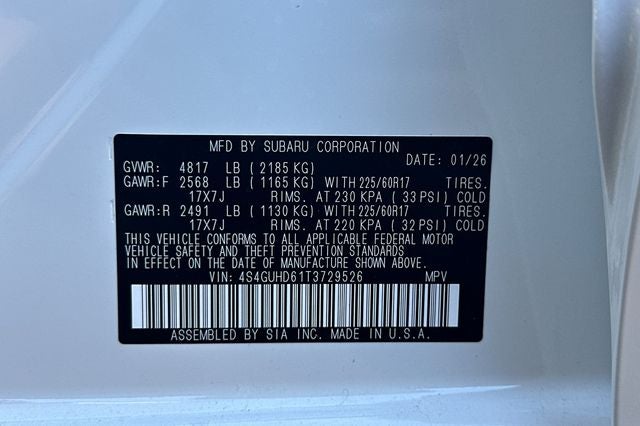 MFD BY SUBARU CORPORATION
DATE: 01/26
GVWR: 4817 LB ( 2185 KG)
GAWR:F 2568 LB ( 1165 KG) WITH 225/60R17 TIRES.
17X7J RIMS. AT 230 KPA ( 33 PSI) COLD
GAWR:R 2491 LB ( 1130 KG) WITH 225/60R17 TIRES.
17X7J RIMS. AT 220 KPA ( 32 PSI) COLD
THIS VEHICLE CONFORMS TO ALL APPLICABLE FEDERAL MOTOR
VEHICLE SAFETY AND THEFT PREVENTION STANDARDS
IN EFFECT ON THE DATE OF MANUFACTURE SHOWN ABOVE.
VIN: 4S4GUHD61T3729526 MPV
ASSEMBLED BY SIA INC. MADE IN U.S.A.